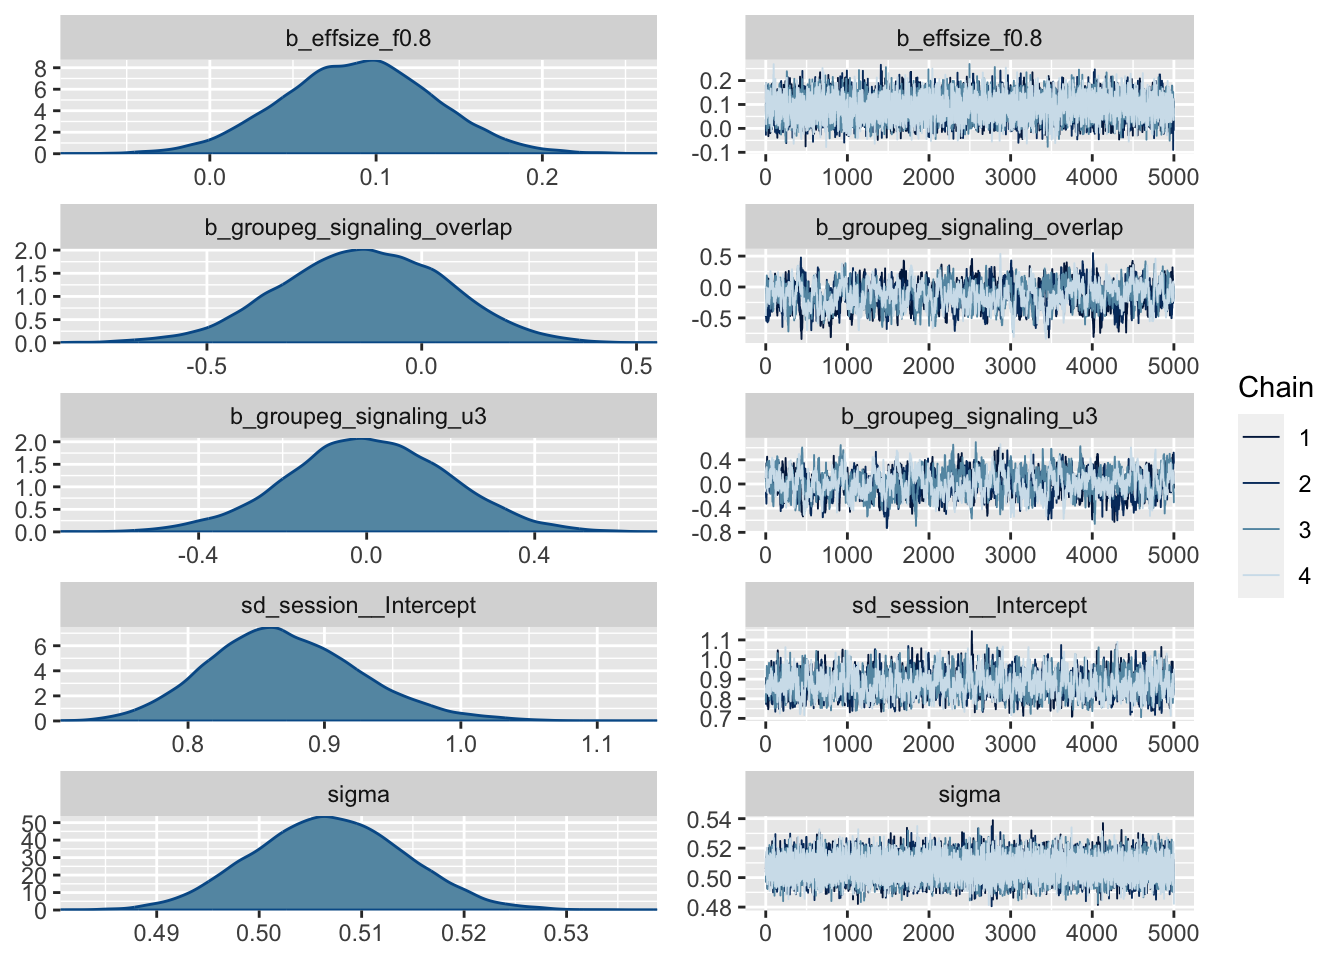 b_effsize_f0.8
8
6
4
2
0
0.0 0.1 0.2
b_effsize_f0.8
0.2
0.1
0.0
-0.1
0 1000 2000 3000 4000 5000
b_groupeg_signaling_overlap
2.0
1.5
1.0
0.5
0.0
-0.5 0.0 0.5
b_groupeg_signaling_overlap
0.5
0.0
-0.5
0 1000 2000 3000 4000 5000
b_groupeg_signaling_u3
2.0
1.5
1.0
0.5
0.0
-0.4 0.0 0.4
b_groupeg_signaling_u3
0.4
0.0
-0.4
-0.8
0 1000 2000 3000 4000 5000
sd_session__Intercept
6
4
2
0
0.8 0.9 1.0 1.1
sd_session__Intercept
1.1
1.0
0.9
0.8
0.7
0 1000 2000 3000 4000 5000
sigma
50
40
30
20
10
0
0.49 0.50 0.51 0.52 0.53
sigma
0.54
0.52
0.50
0.48
0 1000 2000 3000 4000 5000
Chain
1
2
3
4